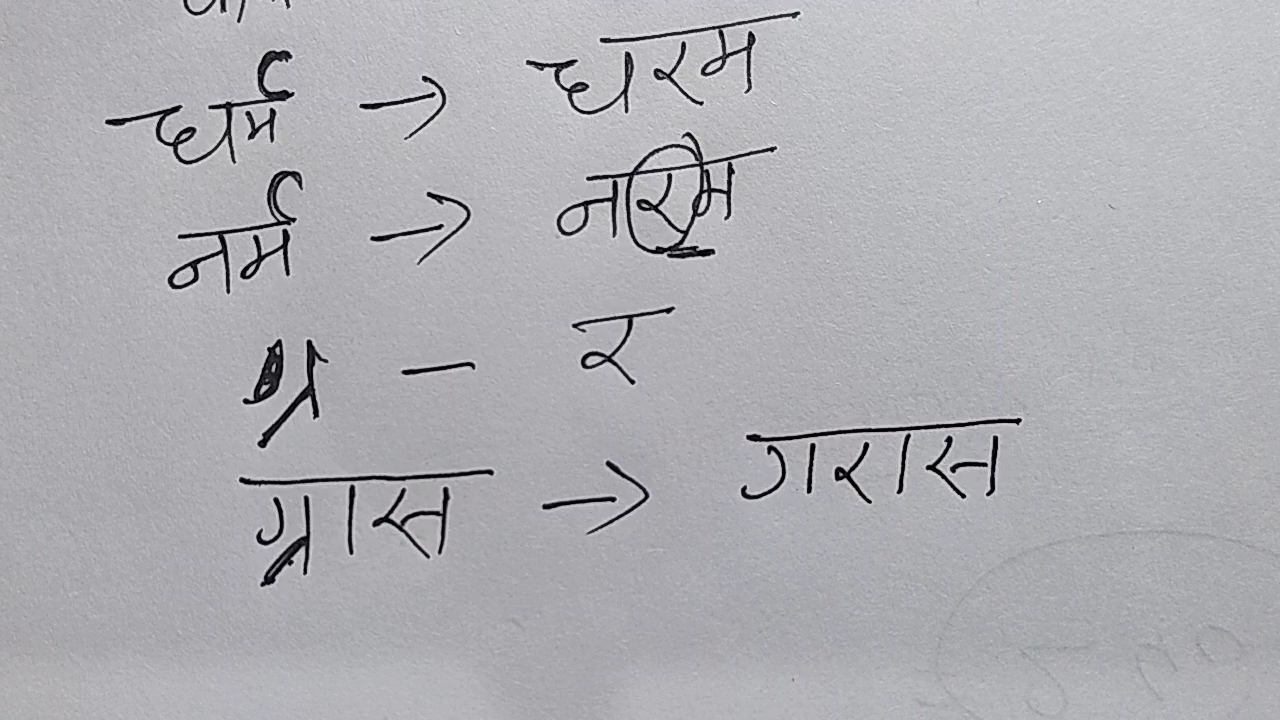 धर्म → धरम
नर्म → नरम
्र - र
ग्रास → गरास